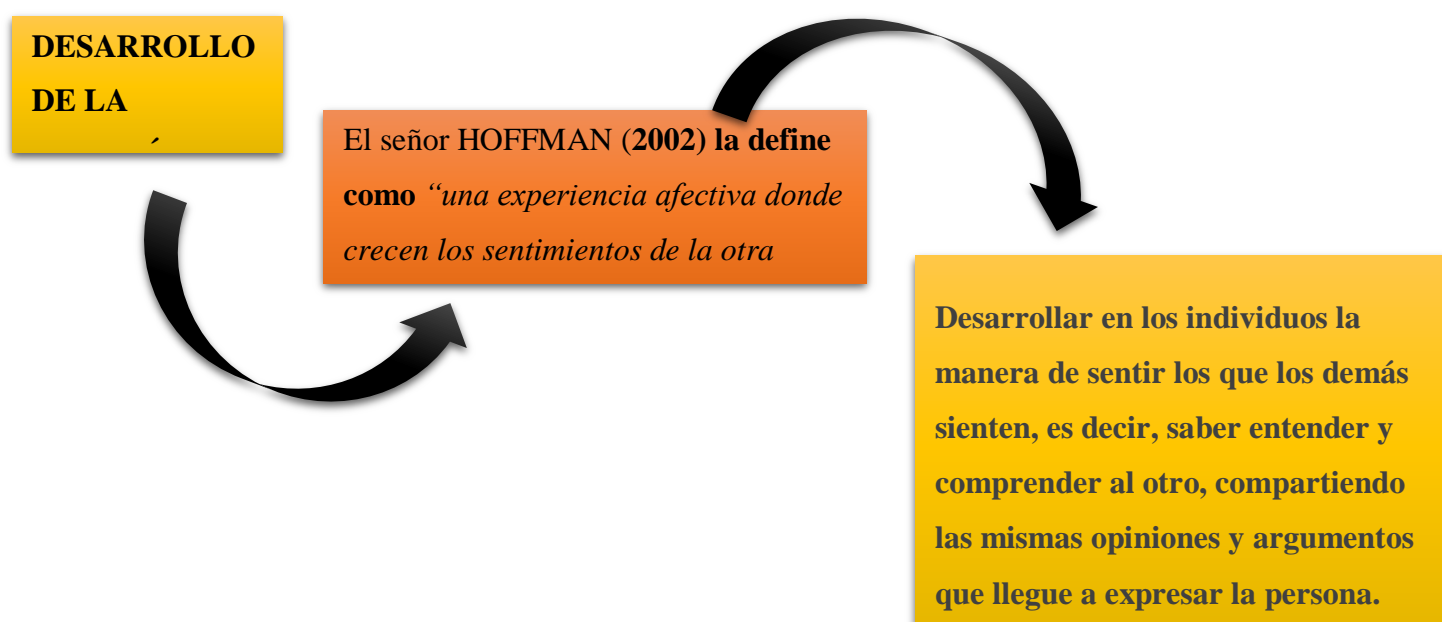 DESARROLLO
DE LA
El señor HOFFMAN (2002) la define
como “una experiencia afectiva donde
crecen los sentimientos de la otra
Desarrollar en los individuos la
manera de sentir los que los demás
sienten, es decir, saber entender y
comprender al otro, compartiendo
las mismas opiniones y argumentos
que llegue a expresar la persona.